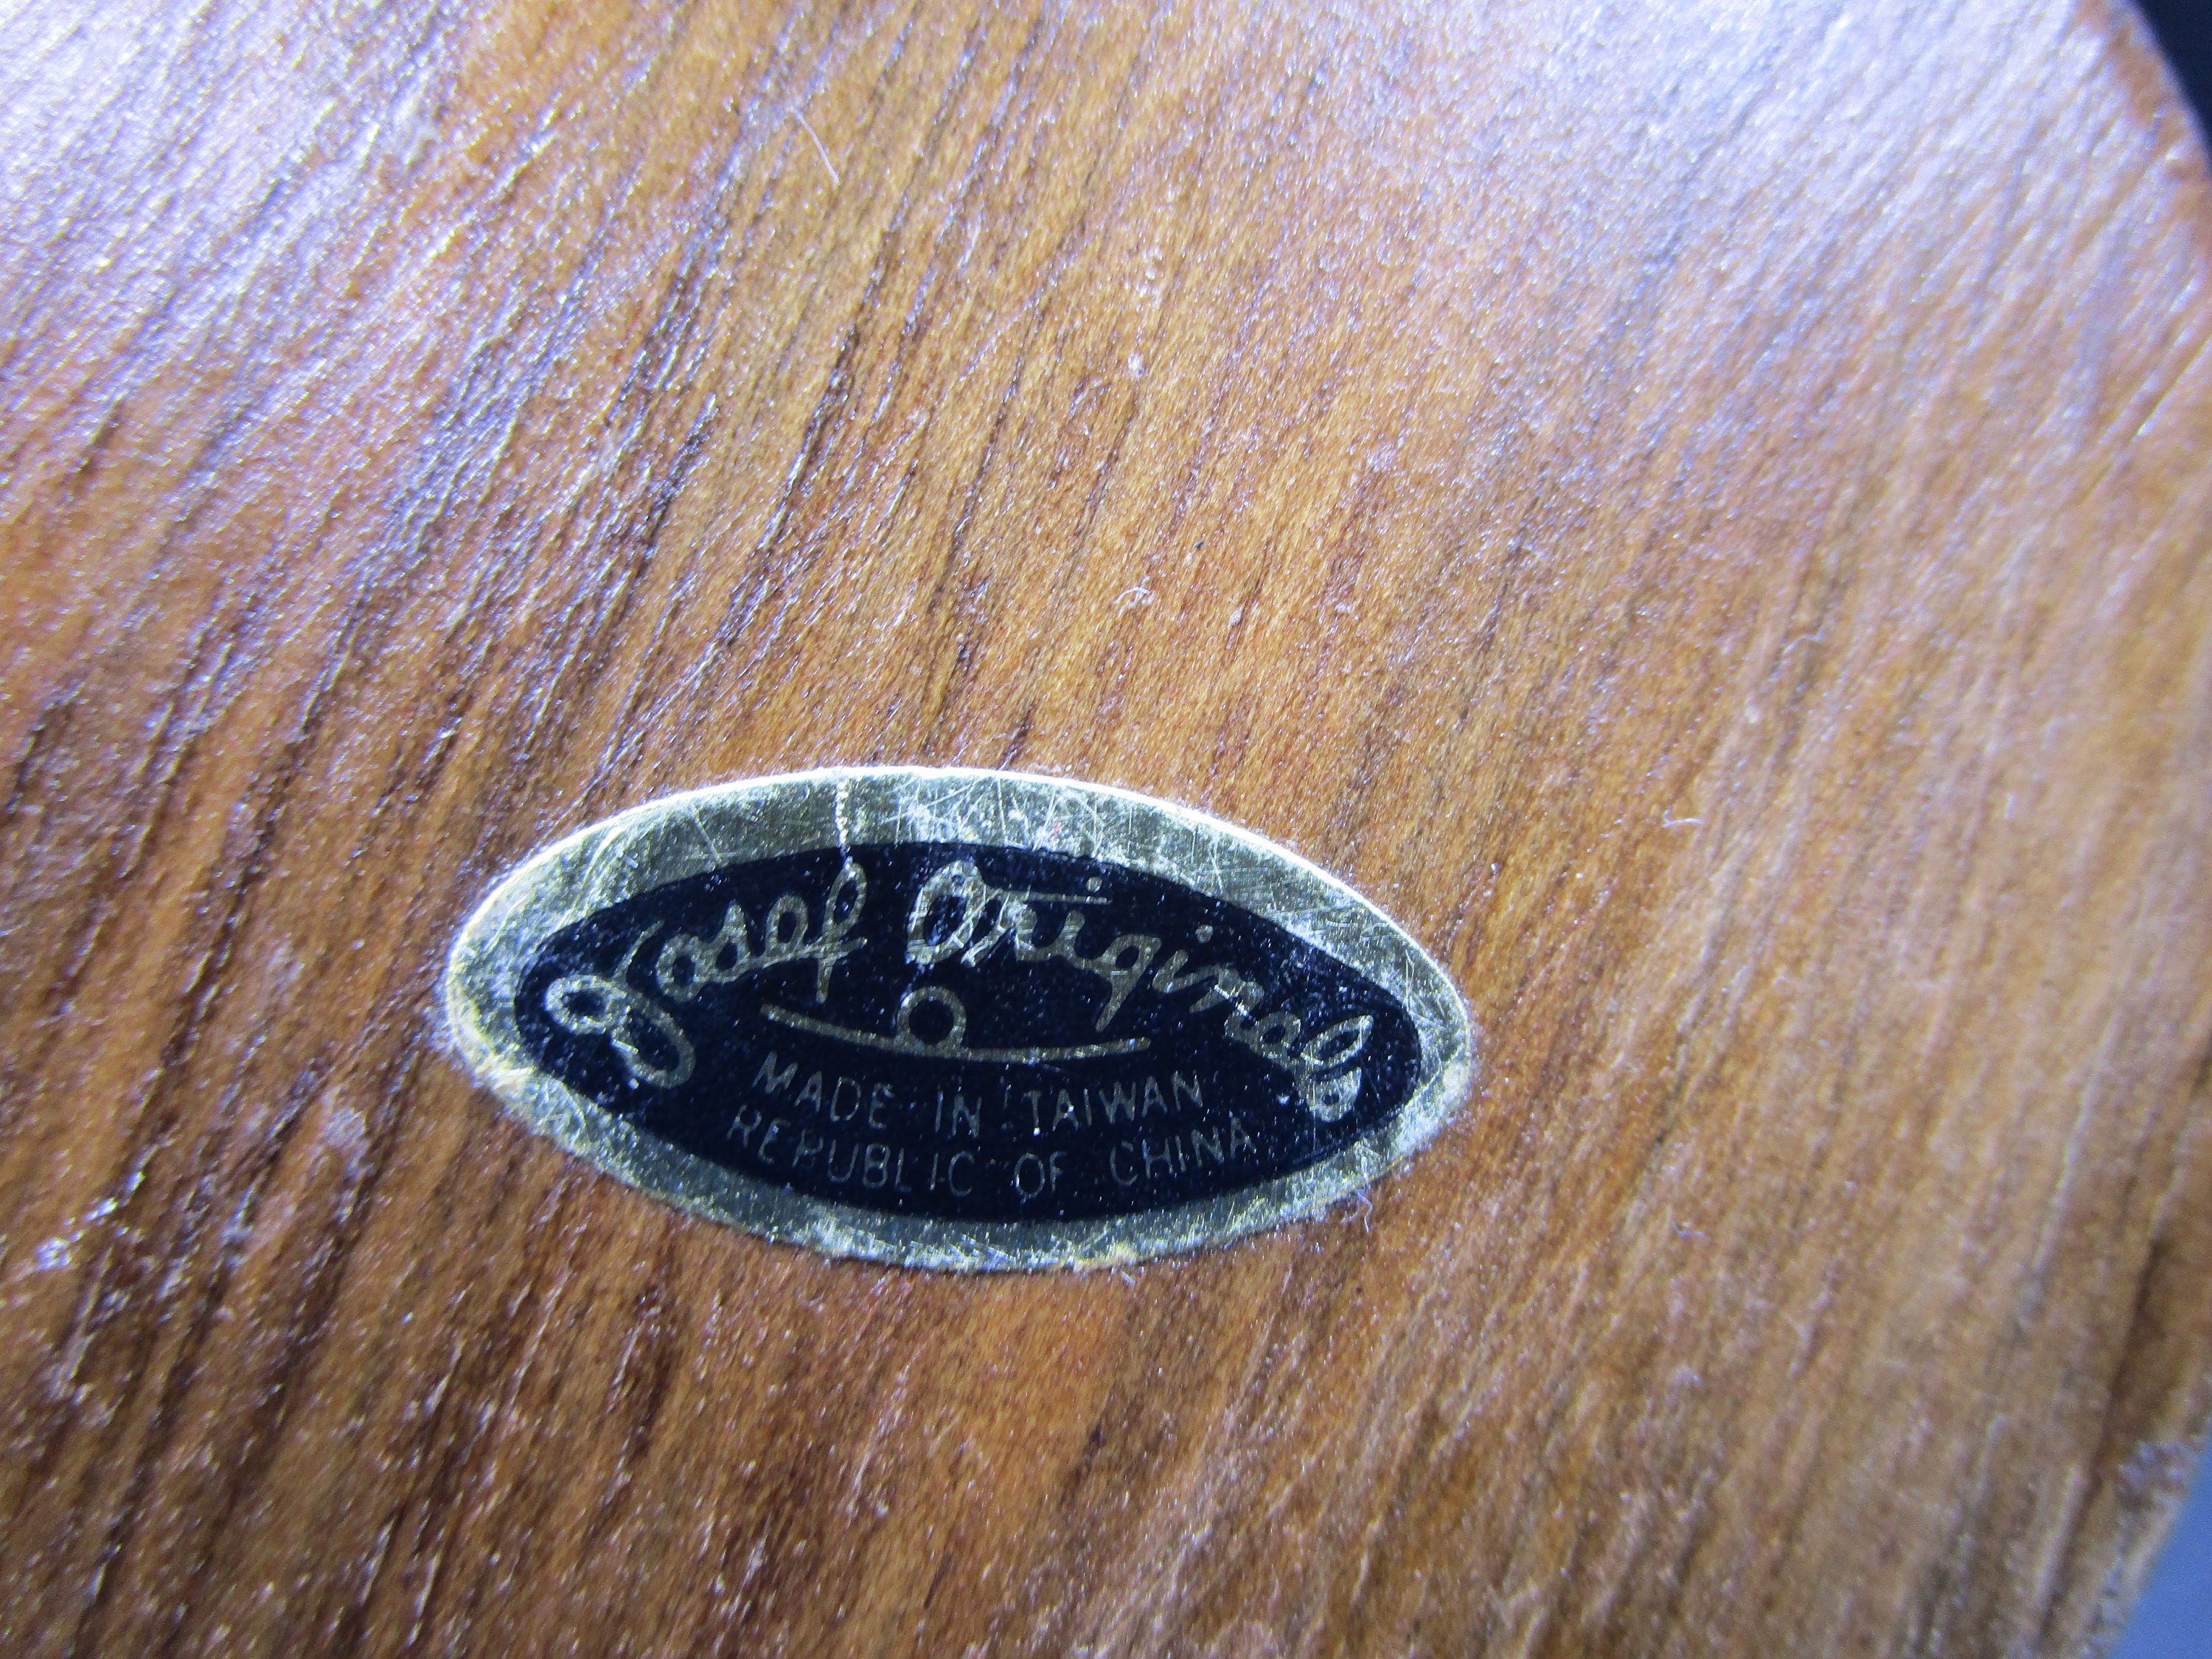 Josef Originals
MADE IN TAIWAN
REPUBLIC OF CHINA